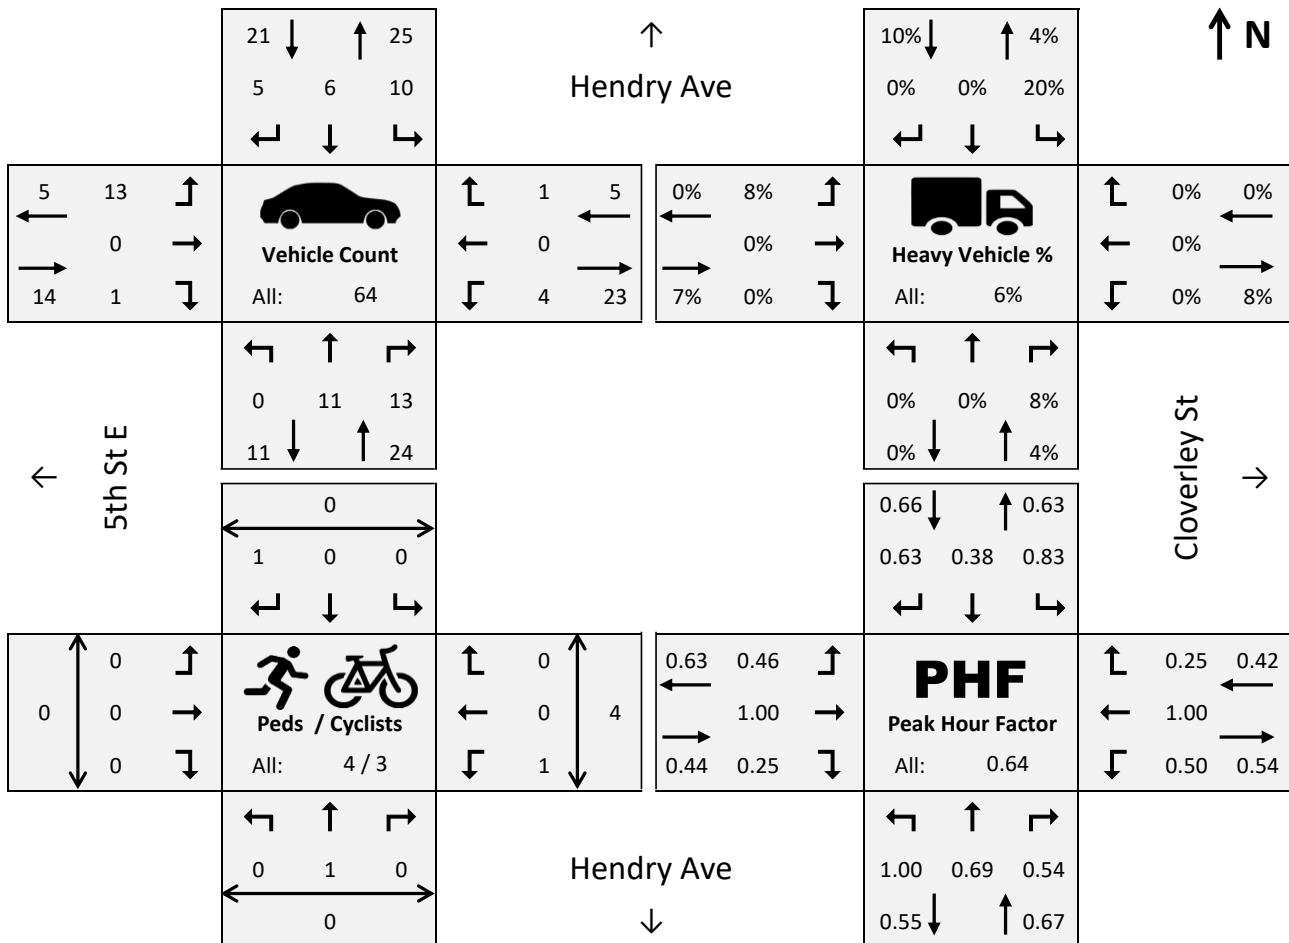 21 25
5 6 10
Hendry Ave
10% 4%
0% 0% 20%
N
5 13
0
14 1
Vehicle Count
All: 64
1 5
0
4 23
0% 8%
0%
7% 0%
Heavy Vehicle %
All: 6%
0% 0%
0%
0% 8%
0 11 13
11 24
0% 0% 8%
0% 4%
5th St E
Cloverley St
0
1 0 0
0.66 0.63
0.63 0.38 0.83
0
0
0
0
Peds / Cyclists
All: 4 / 3
0
0
1
4
0.63 0.46
1.00
0.44 0.25
PHF
Peak Hour Factor
All: 0.64
0.25 0.42
1.00
0.50 0.54
0 1 0
0
Hendry Ave
1.00 0.69 0.54
0.55 0.67